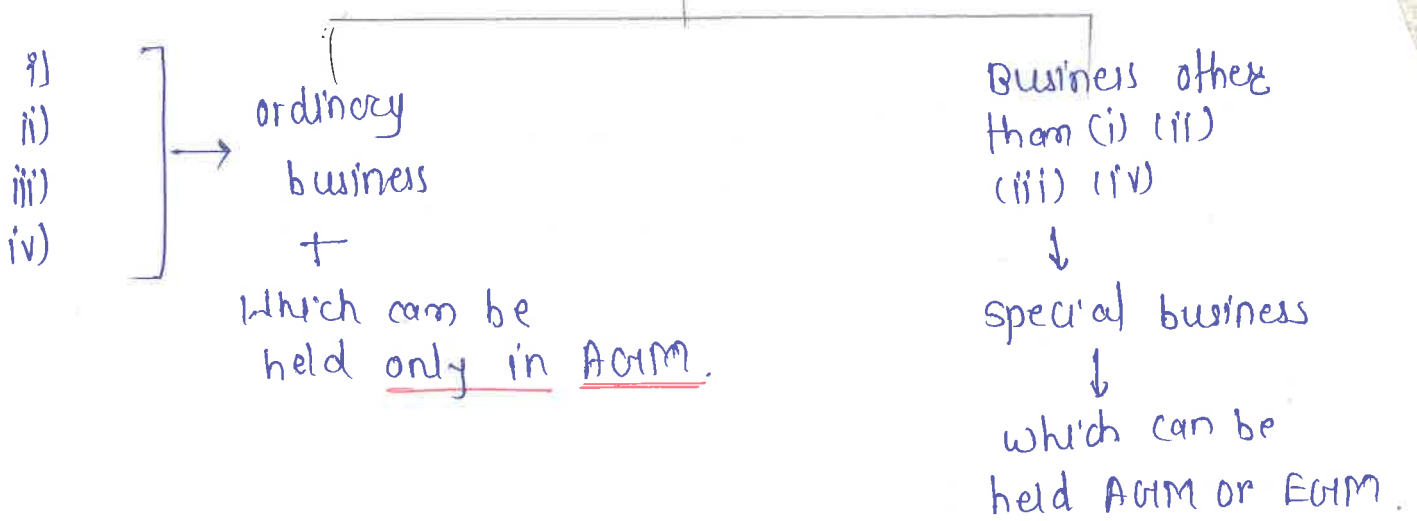 i)
ii)
iii)
iv)
ordinary
business
+
Which can be
held only in AGM.
Business other
than (i) (ii)
(iii) (iv)
↓
special business
↓
which can be
held AGM or EGM.